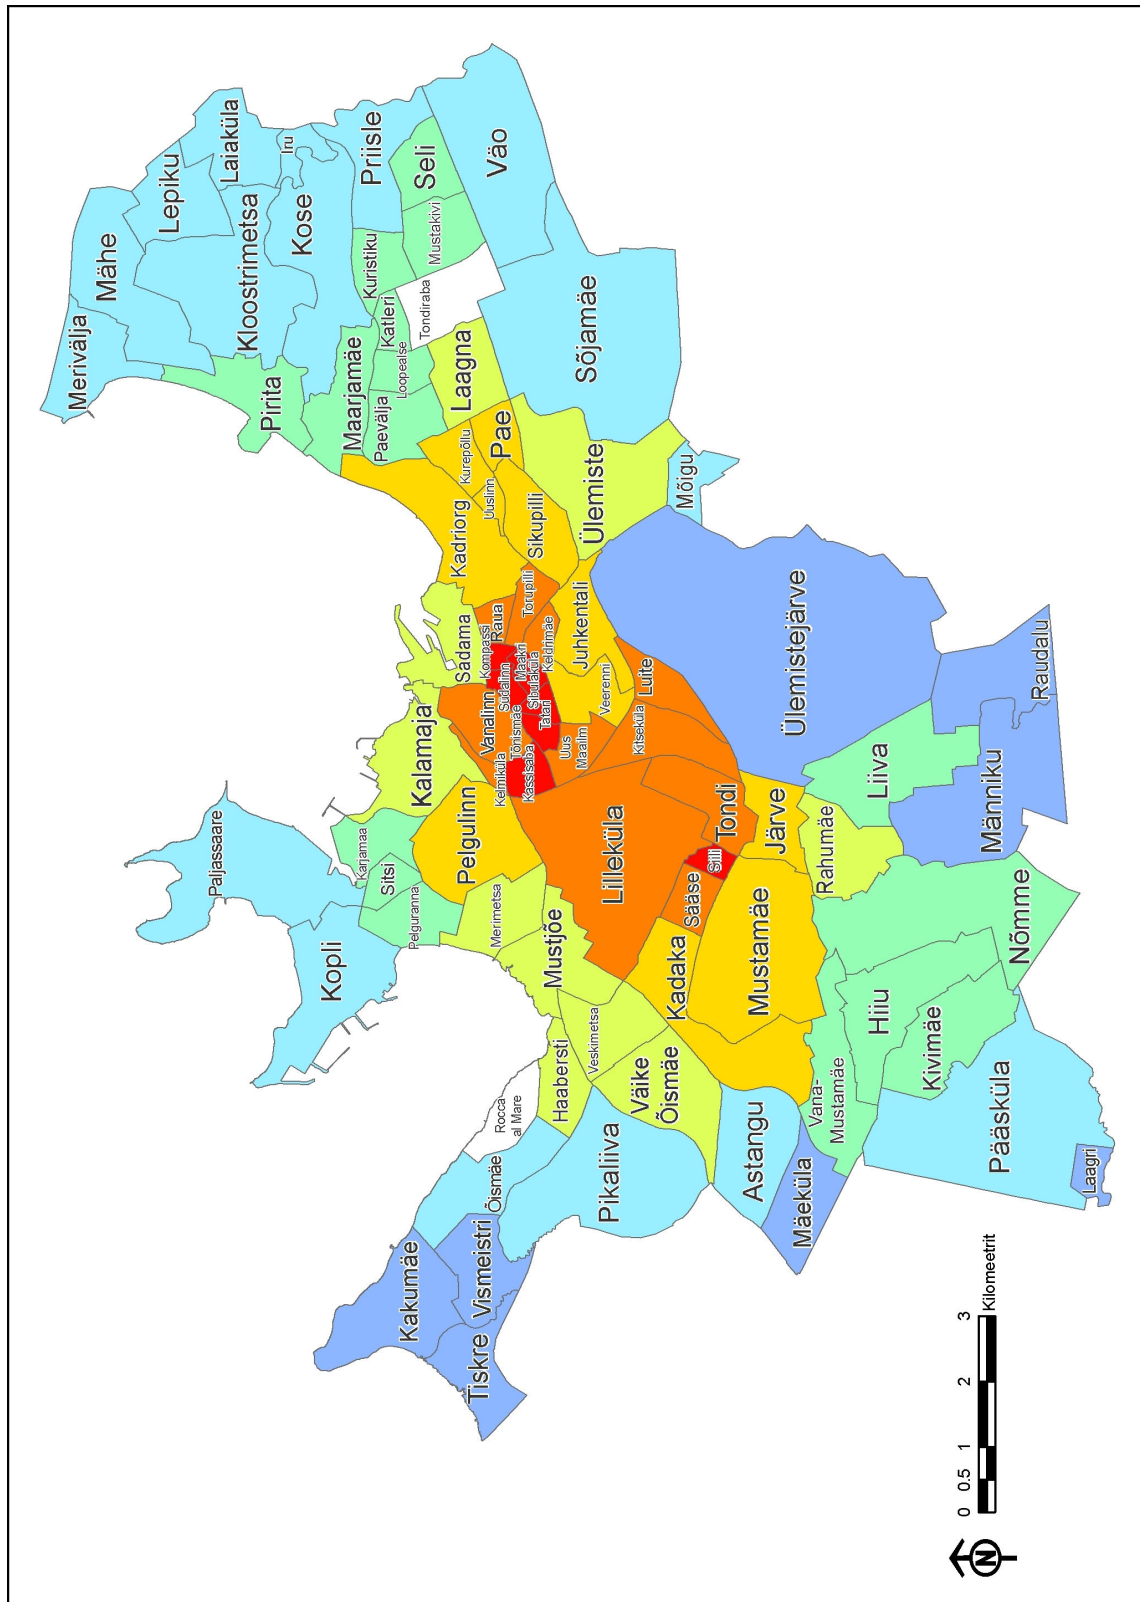 Merivälja
Mähe
Lepiku
Laiaküla
Iru
Kloostrimetsa
Kose
Pirita
Priisle
Seli
Mustakivi
Kuristiku
Väo
Tondiraba
Katleri
Loopealse
Maarjamäe
Paevälja
Laagna
Sõjamäe
Kurepõllu
Pae
Uuslinn
Kadriorg
Sikupilli
Ülemiste
Mõigu
Torupilli
Raua
Kompassi
Sadama
Maakri
Keldrimäe
Juhkentali
Südalinn
Sibulaküla
Tatari
Veerenni
Luite
Vanalinn
Tõnismäe
Uus
Maailm
Kitseküla
Kelmiküla
Kassisaba
Kalamaja
Pelgulinn
Ülemistejärve
Raudalu
Liiva
Männiku
Paljassaare
Karjamaa
Sitsi
Pelguranna
Kopli
Merimetsa
Mustjõe
Lilleküla
Tondi
Siili
Sääse
Järve
Rahumäe
Kadaka
Mustamäe
Nõmme
Hiiu
Kivimäe
Vana-
Mustamäe
Pääsküla
Laagri
Veskimetsa
Haabersti
Väike
Õismäe
Rocca
al Mare
Astangu
Mäeküla
Pikaliiva
Õismäe
Vismeistri
Kakumäe
Tiskre
0 0.5 1 2 3
Kilomeetrit
N